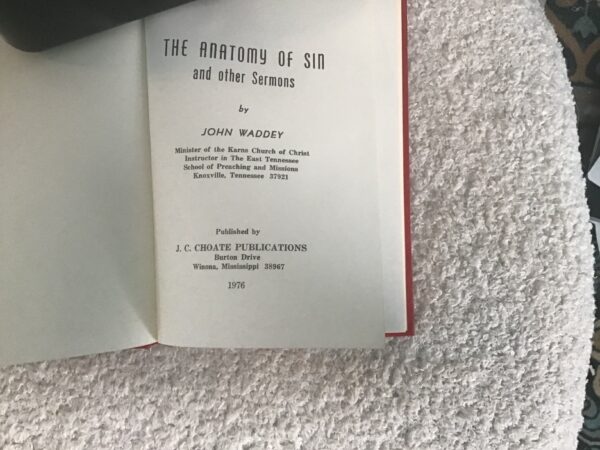 THE ANATOMY OF SIN
and other Sermons
by
JOHN WADDEY
Minister of the Karns Church of Christ
Instructor in The East Tennessee
School of Preaching and Missions
Knoxville, Tennessee 37921
Published by
J. C. CHOATE PUBLICATIONS
Burton Drive
Winona, Mississippi 38967
1976